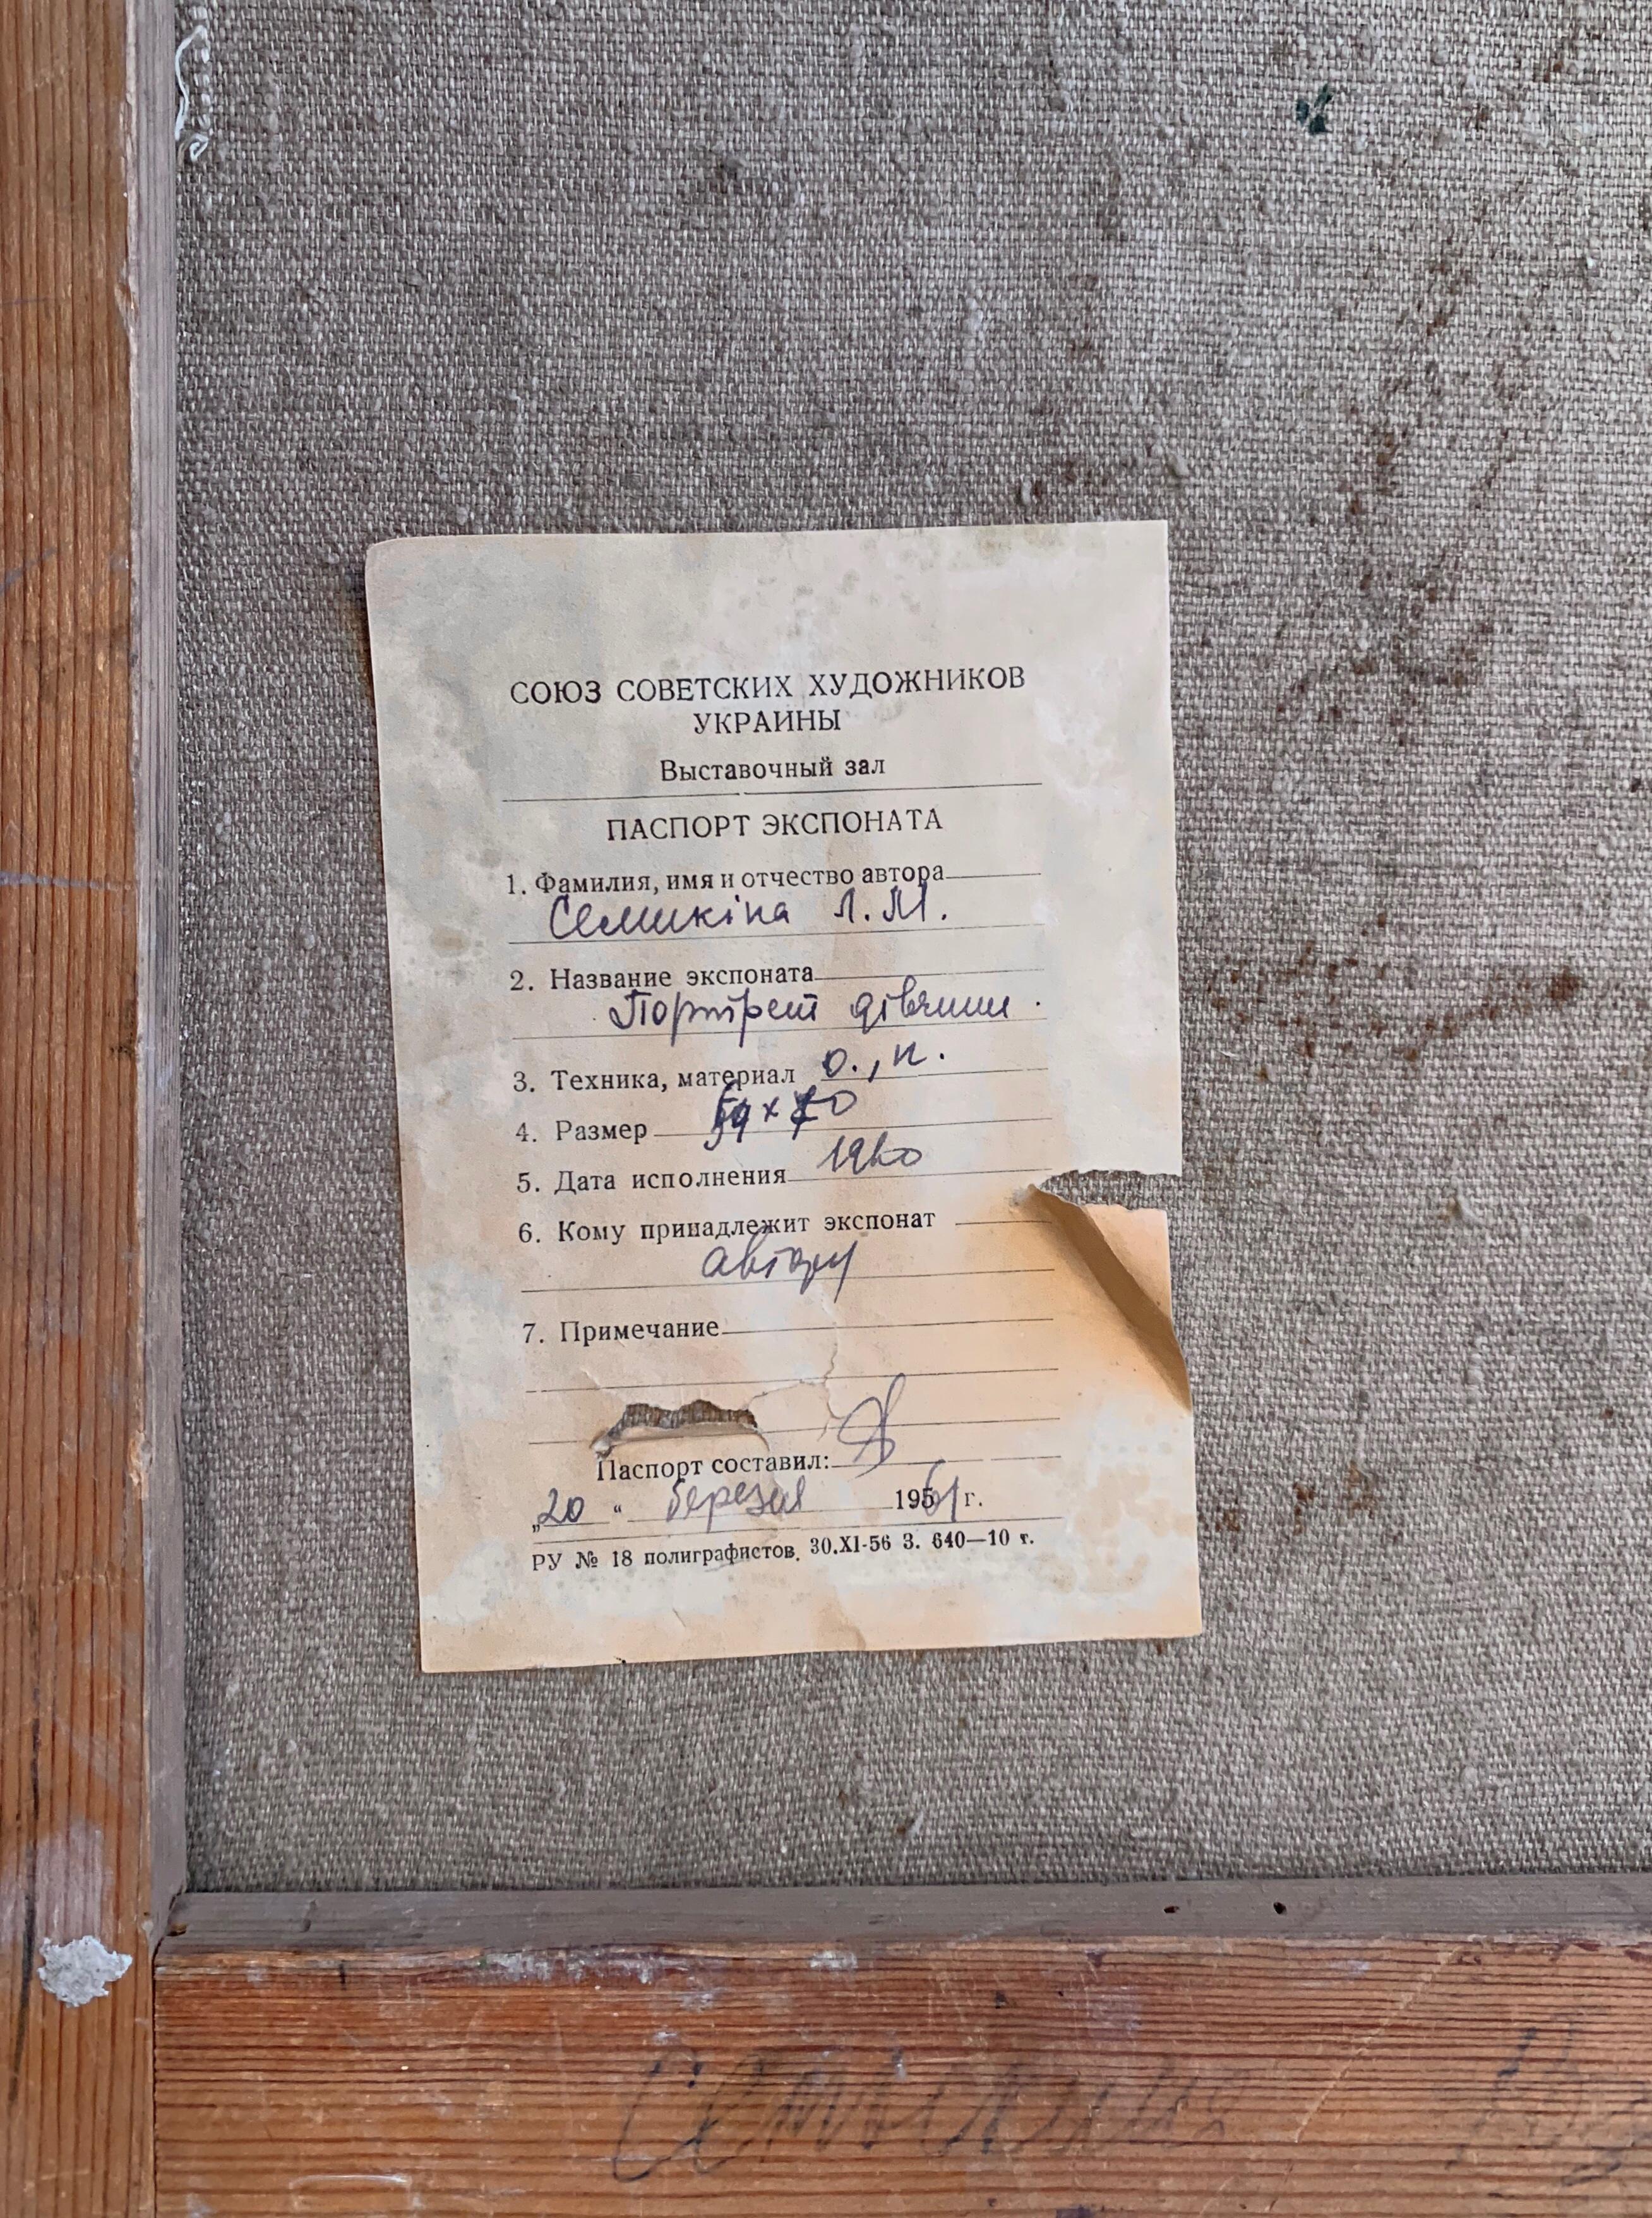 СОЮЗ СОВЕТСКИХ ХУДОЖНИКОВ
УКРАИНЫ
Выставочный зал
ПАСПОРТ ЭКСПОНАТА
1. Фамилия, имя и отчество автора
Семикіна Л.М.
2. Название экспоната
Портрет дівчини.
3. Техника, материал о., п.
4. Размер
5. Дата исполнения 1960
6. Кому принадлежит экспонат
автору
7. Примечание
Паспорт составил:
„20 “ березня 1961 г.
РУ № 18 полиграфистов. 30.XI-56 З. 640—10 т.